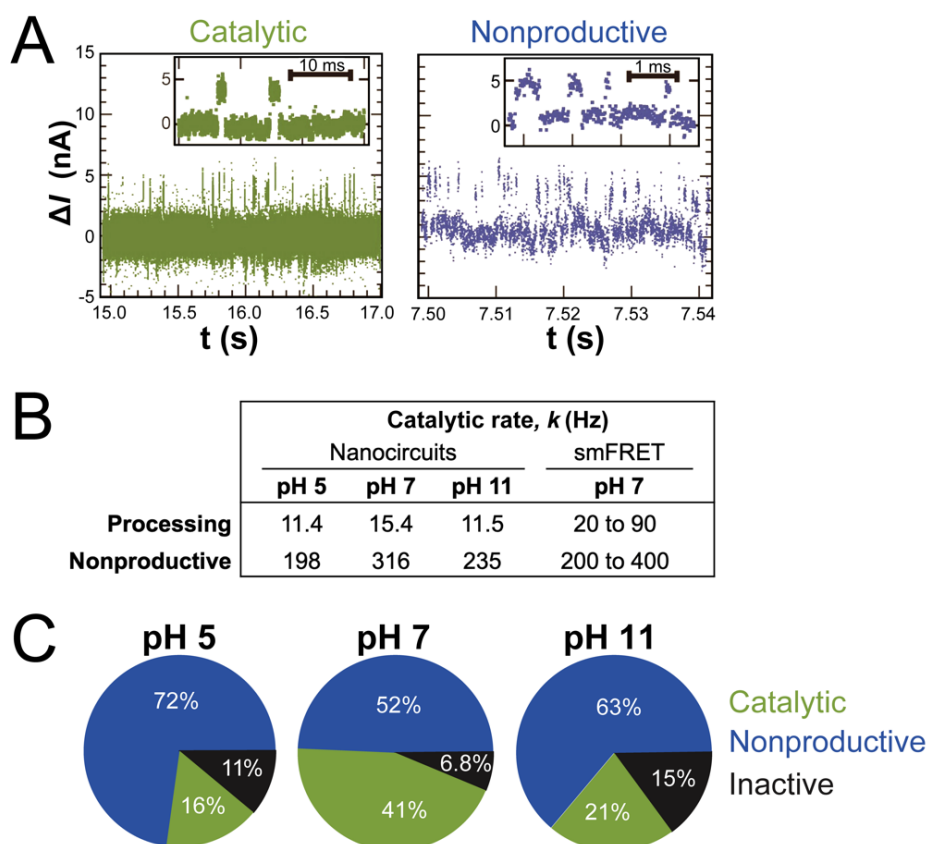 A
Catalytic
Nonproductive
15
10
5
0
-5
ΔI (nA)
10 ms
5
0
15.0 15.5 16.0 16.5 17.0
t (s)
1 ms
5
0
7.50 7.51 7.52 7.53 7.54
t (s)
B
Catalytic rate, k (Hz)
Nanocircuits smFRET
pH 5 pH 7 pH 11 pH 7
Processing 11.4 15.4 11.5 20 to 90
Nonproductive 198 316 235 200 to 400
C
pH 5 pH 7 pH 11
72% 11% 16%
52% 6.8% 41%
63% 15% 21%
Catalytic
Nonproductive
Inactive